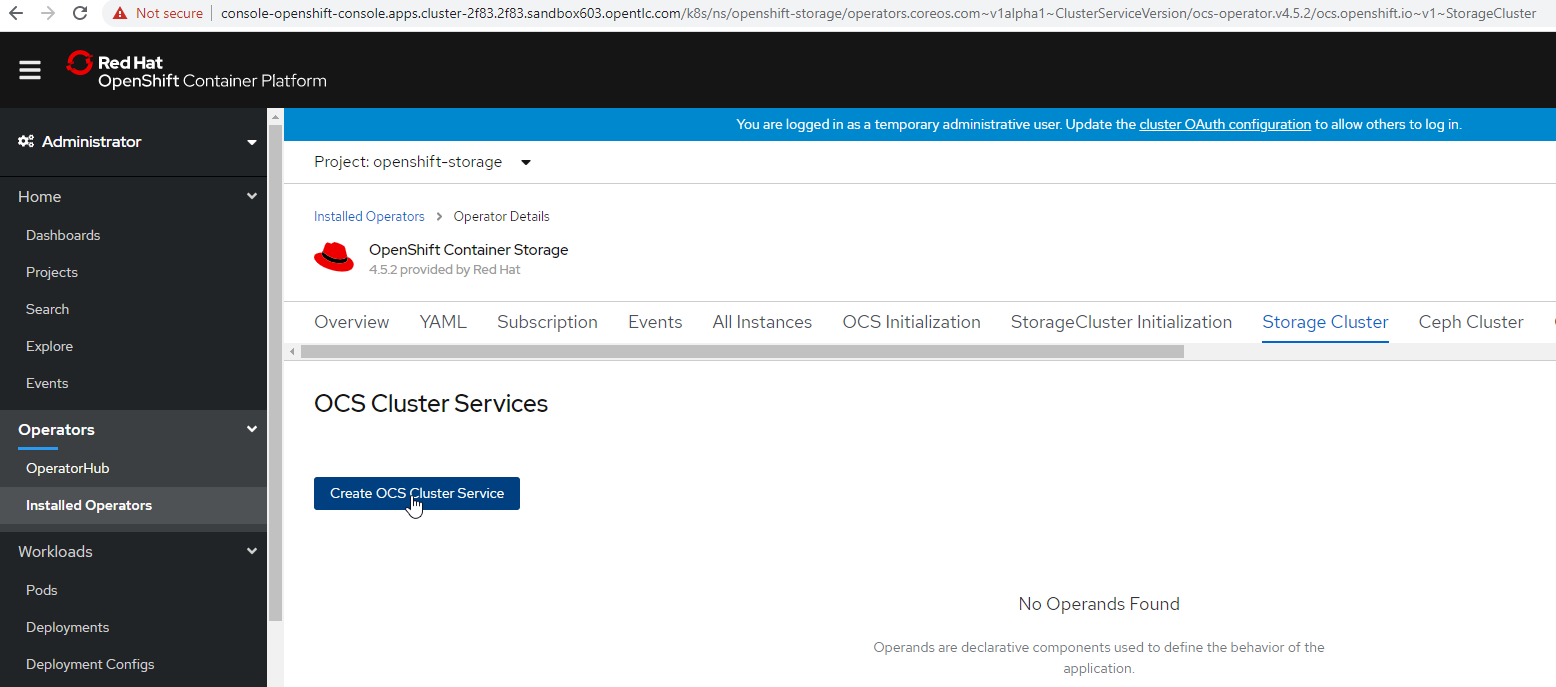 Not secure
console-openshift-console.apps.cluster-2f83.2f83.sandbox603.opentlc.com/k8s/ns/openshift-storage/operators.coreos.com~v1alpha1~ClusterServiceVersion/ocs-operator.v4.5.2/ocs.openshift.io~v1~StorageCluster
Red Hat
OpenShift Container Platform
Administrator
Home
Dashboards
Projects
Search
Explore
Events
Operators
OperatorHub
Installed Operators
Workloads
Pods
Deployments
Deployment Configs
You are logged in as a temporary administrative user. Update the cluster OAuth configuration to allow others to log in.
Project: openshift-storage
Installed Operators > Operator Details
OpenShift Container Storage
4.5.2 provided by Red Hat
Overview YAML Subscription Events All Instances OCS Initialization StorageCluster Initialization Storage Cluster Ceph Cluster
OCS Cluster Services
Create OCS Cluster Service
No Operands Found
Operands are declarative components used to define the behavior of the
application.